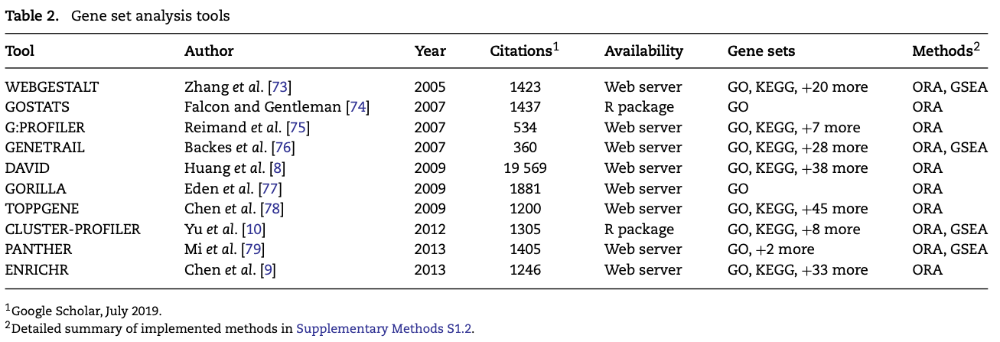 Table 2. Gene set analysis tools
Tool Author Year Citations1 Availability Gene sets Methods2
WEBGESTALT Zhang et al. [73] 2005 1423 Web server GO, KEGG, +20 more ORA, GSEA
GOSTATS Falcon and Gentleman [74] 2007 1437 R package GO ORA
G:PROFILER Reimand et al. [75] 2007 534 Web server GO, KEGG, +7 more ORA
GENETRAIL Backes et al. [76] 2007 360 Web server GO, KEGG, +28 more ORA, GSEA
DAVID Huang et al. [8] 2009 19 569 Web server GO, KEGG, +38 more ORA
GORILLA Eden et al. [77] 2009 1881 Web server GO ORA
TOPPGENE Chen et al. [78] 2009 1200 Web server GO, KEGG, +45 more ORA
CLUSTER-PROFILER Yu et al. [10] 2012 1305 R package GO, KEGG, +8 more ORA, GSEA
PANTHER Mi et al. [79] 2013 1405 Web server GO, +2 more ORA, GSEA
ENRICHR Chen et al. [9] 2013 1246 Web server GO, KEGG, +33 more ORA
1Google Scholar, July 2019.
2Detailed summary of implemented methods in Supplementary Methods S1.2.